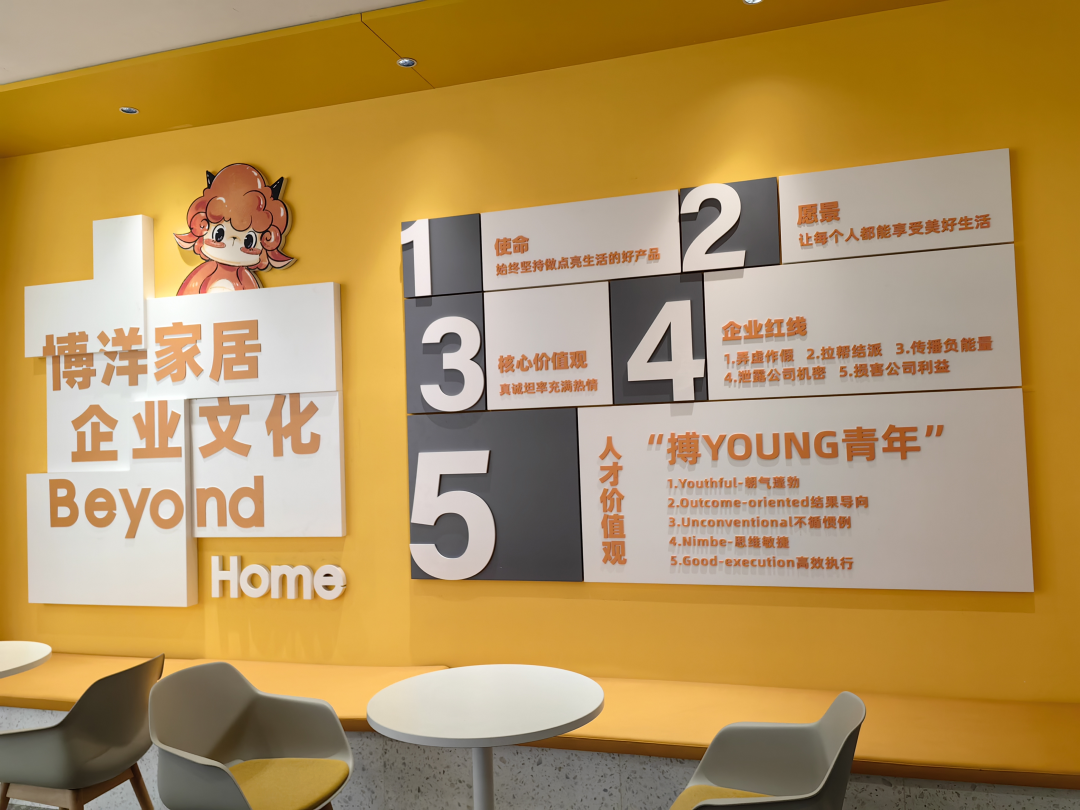 博洋家居
企业文化
Beyond
Home
1
使命
始终坚持做点亮生活的好产品
2
愿景
让每个人都能享受美好生活
3
核心价值观
真诚坦率充满热情
4
企业红线
1.弄虚作假 2.拉帮结派 3.传播负能量
4.泄露公司机密 5.损害公司利益
5
人才价值观
“搏YOUNG青年”
1.Youthful-朝气蓬勃
2.Outcome-oriented结果导向
3.Unconventional不循惯例
4.Nimbe-思维敏捷
5.Good-execution高效执行